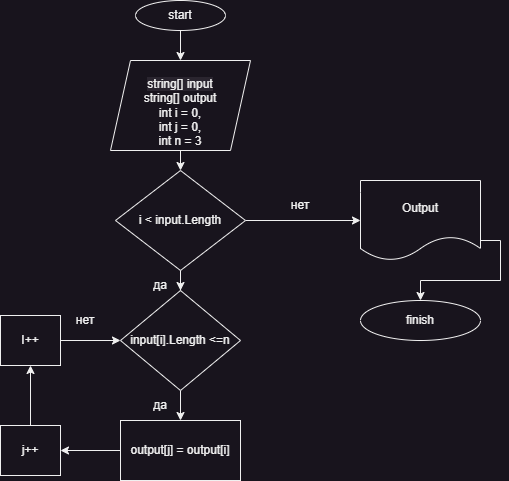 start
string[] input
string[] output
int i = 0,
int j = 0,
int n = 3
i < input.Length
нет
Output
да
finish
I++
нет
input[i].Length <=n
да
j++
output[j] = output[i]